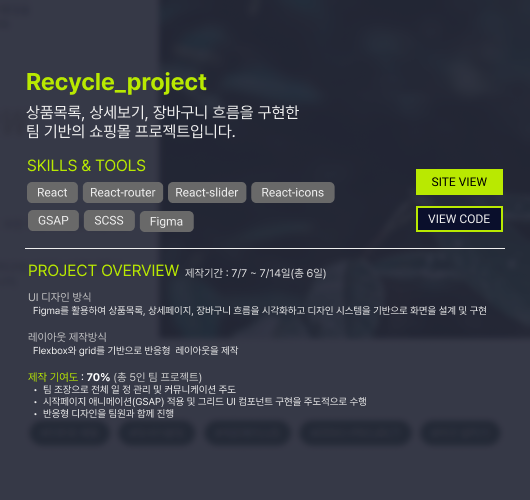 Recycle_project
상품목록, 상세보기, 장바구니 흐름을 구현한
팀 기반의 쇼핑몰 프로젝트입니다.
SKILLS & TOOLS
React
React-router
React-slider
React-icons
GSAP
SCSS
Figma
SITE VIEW
VIEW CODE
PROJECT OVERVIEW 제작기간 : 7/7 ~ 7/14일(총 6일)
UI 디자인 방식
Figma를 활용하여 상품목록, 상세페이지, 장바구니 흐름을 시각화하고 디자인 시스템을 기반으로 화면을 설계 및 구현
레이아웃 제작방식
Flexbox와 grid를 기반으로 반응형 레이아웃을 제작
제작 기여도 : 70% (총 5인 팀 프로젝트)
• 팀 조장으로 전체 일 정 관리 및 커뮤니케이션 주도
• 시작페이지 애니메이션(GSAP) 적용 및 그리드 UI 컴포넌트 구현을 주도적으로 수행
• 반응형 디자인을 팀원과 함께 진행